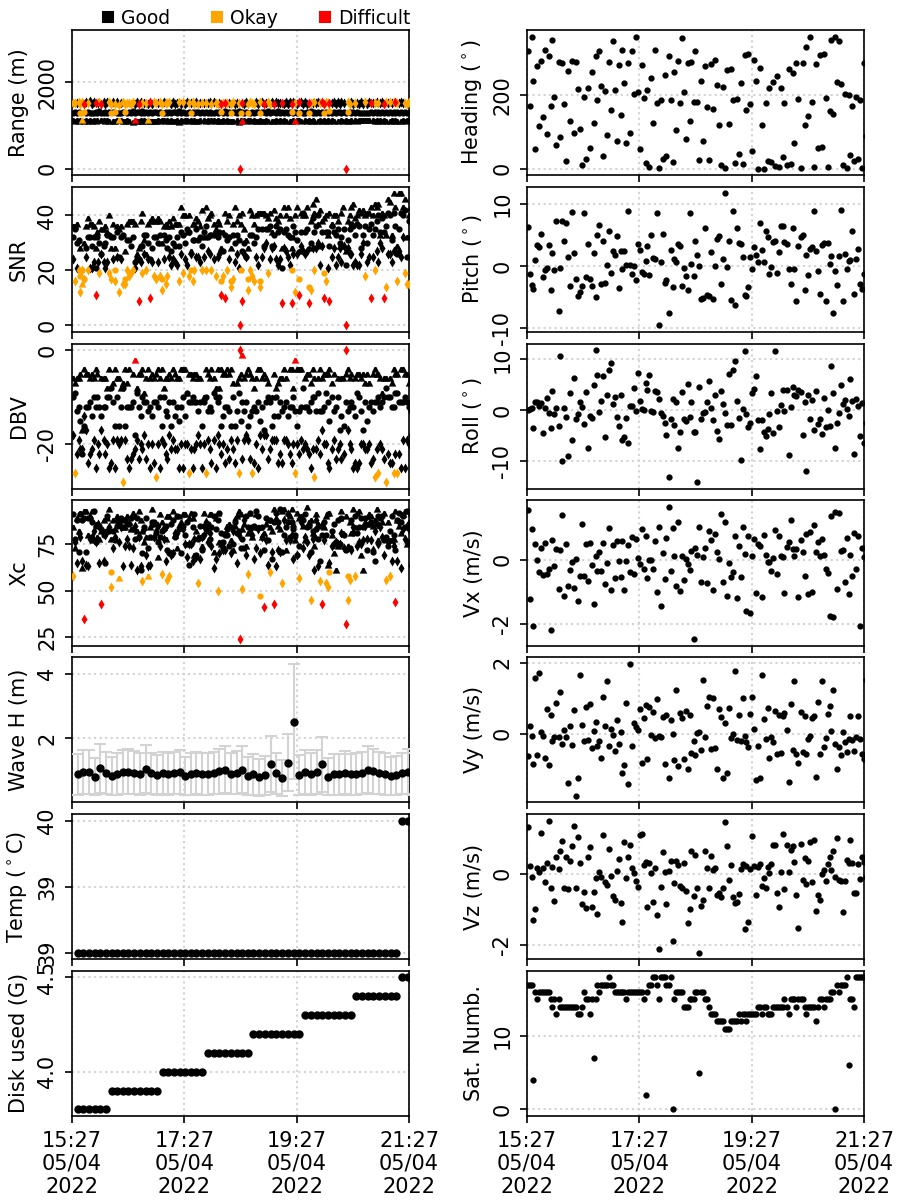 Good Okay Difficult
Range (m)
2000
0
SNR
40
20
0
DBV
0
-20
Xc
75
50
25
Wave H (m)
4
2
Temp (°C)
40
39
39
Disk used (G)
4.5
4.0
15:27 17:27 19:27 21:27
05/04 05/04 05/04 05/04
2022 2022 2022 2022
Heading (°)
200
0
Pitch (°)
10
0
-10
Roll (°)
10
0
-10
Vx (m/s)
0
-2
Vy (m/s)
2
0
Vz (m/s)
0
-2
Sat. Numb.
10
0
15:27 17:27 19:27 21:27
05/04 05/04 05/04 05/04
2022 2022 2022 2022